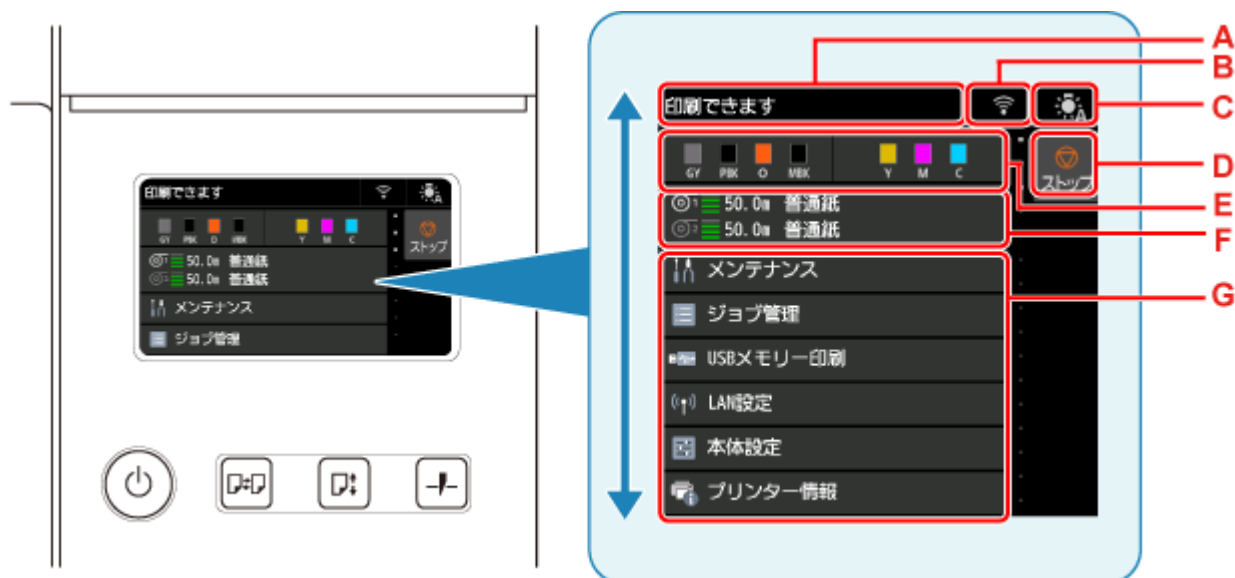 印刷できます
GY PBK O MBK Y M C
ストップ
1 50.0m 普通紙
2 50.0m 普通紙
メンテナンス
ジョブ管理
印刷できます
A
GY PBK O MBK Y M C
ストップ
1 50.0m 普通紙
2 50.0m 普通紙
メンテナンス
ジョブ管理
USBメモリー印刷
LAN設定
本体設定
プリンター情報
A
B
C
D
E
F
G